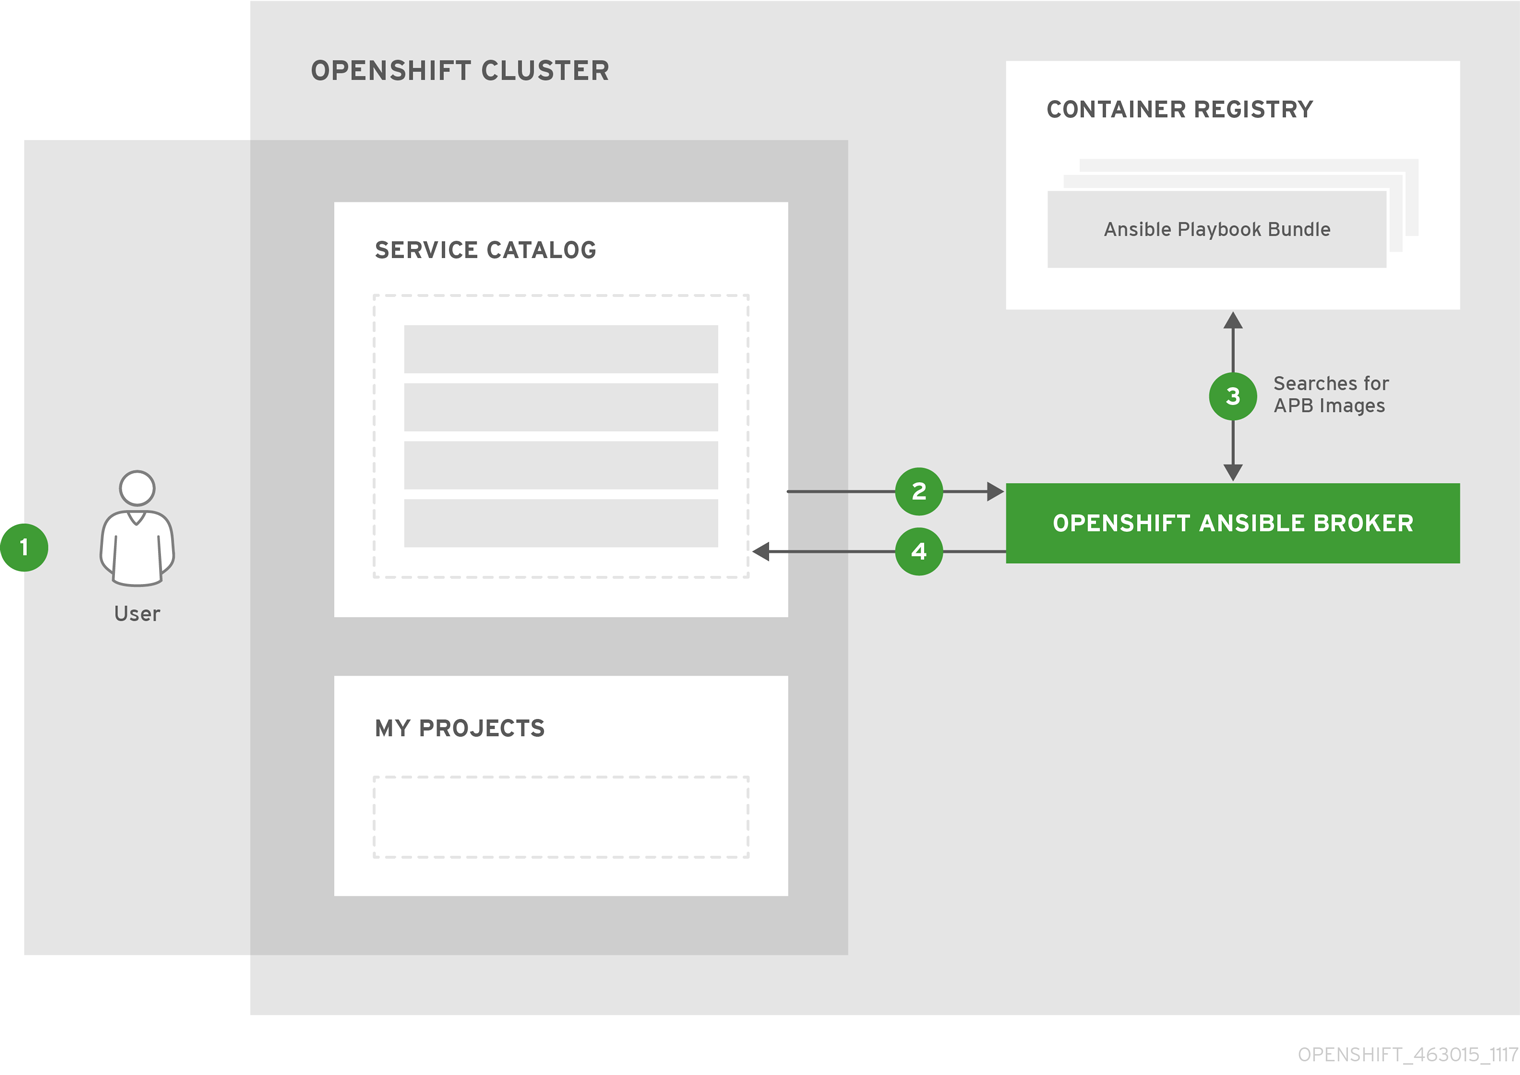 OPENSHIFT CLUSTER
CONTAINER REGISTRY
Ansible Playbook Bundle
SERVICE CATALOG
3
Searches for
APB Images
2
OPENSHIFT ANSIBLE BROKER
4
1
User
MY PROJECTS
OPENSHIFT_463015_1117